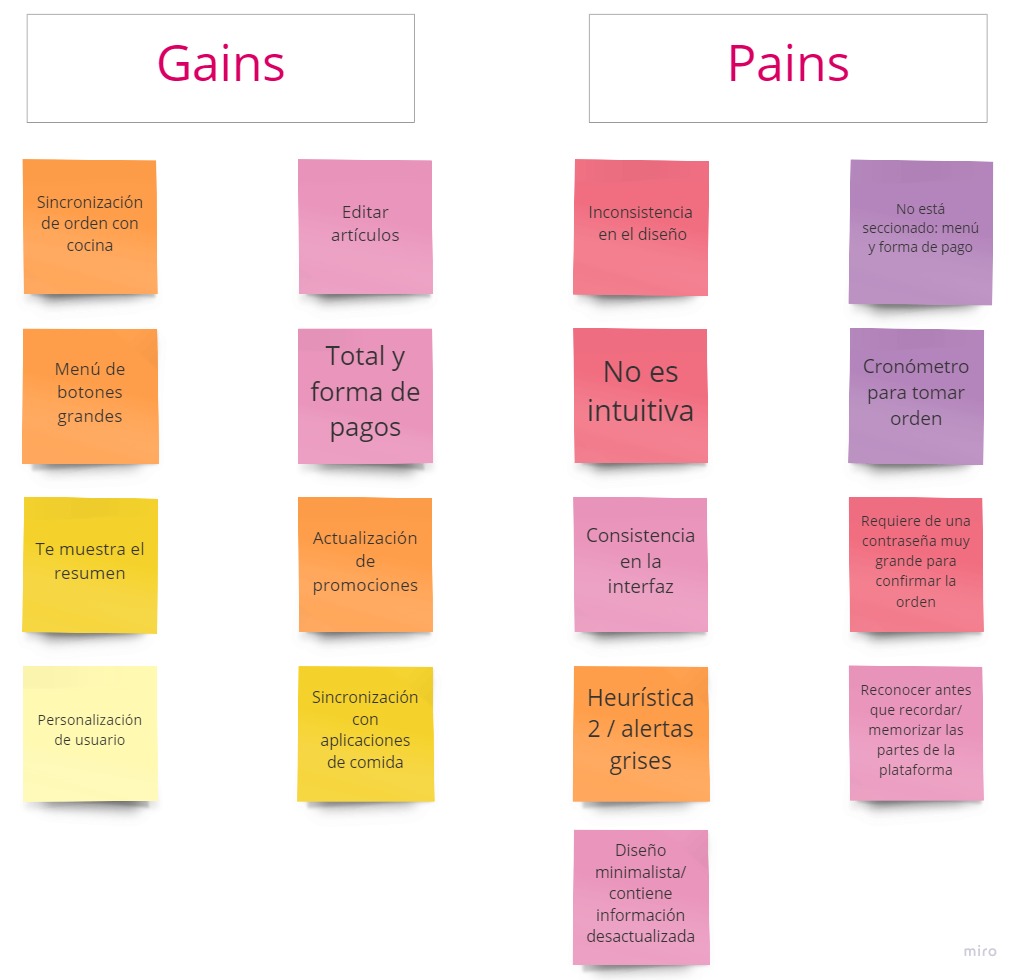 Gains
Pains
Sincronización
de orden con
cocina
Editar
artículos
Inconsistencia
en el diseño
No está
seccionado: menú
y forma de pago
Menú de
botones
grandes
Total y
forma de
pagos
No es
intuitiva
Cronómetro
para tomar
orden
Te muestra el
resumen
Actualización
de
promociones
Consistencia
en la
interfaz
Requiere de una
contraseña muy
grande para
confirmar la
orden
Personalización
de usuario
Sincronización
con
aplicaciones
de comida
Heurística
2 / alertas
grises
Reconocer antes
que recordar/
memorizar las
partes de la
plataforma
Diseño
minimalista/
contiene
información
desactualizada
miro